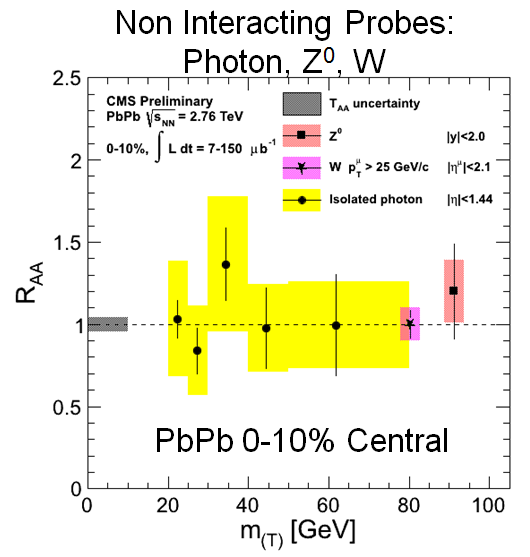 Non Interacting Probes:
Photon, Z⁰, W
2.5
2
1.5
1
0.5
0
R_AA
CMS Preliminary
PbPb √s_NN = 2.76 TeV
0-10%, ∫ L dt = 7-150 μb⁻¹
T_AA uncertainty
Z⁰ |y|<2.0
W p_T^μ > 25 GeV/c |η^μ|<2.1
Isolated photon |η|<1.44
PbPb 0-10% Central
0 20 40 60 80 100
m_(T) [GeV]